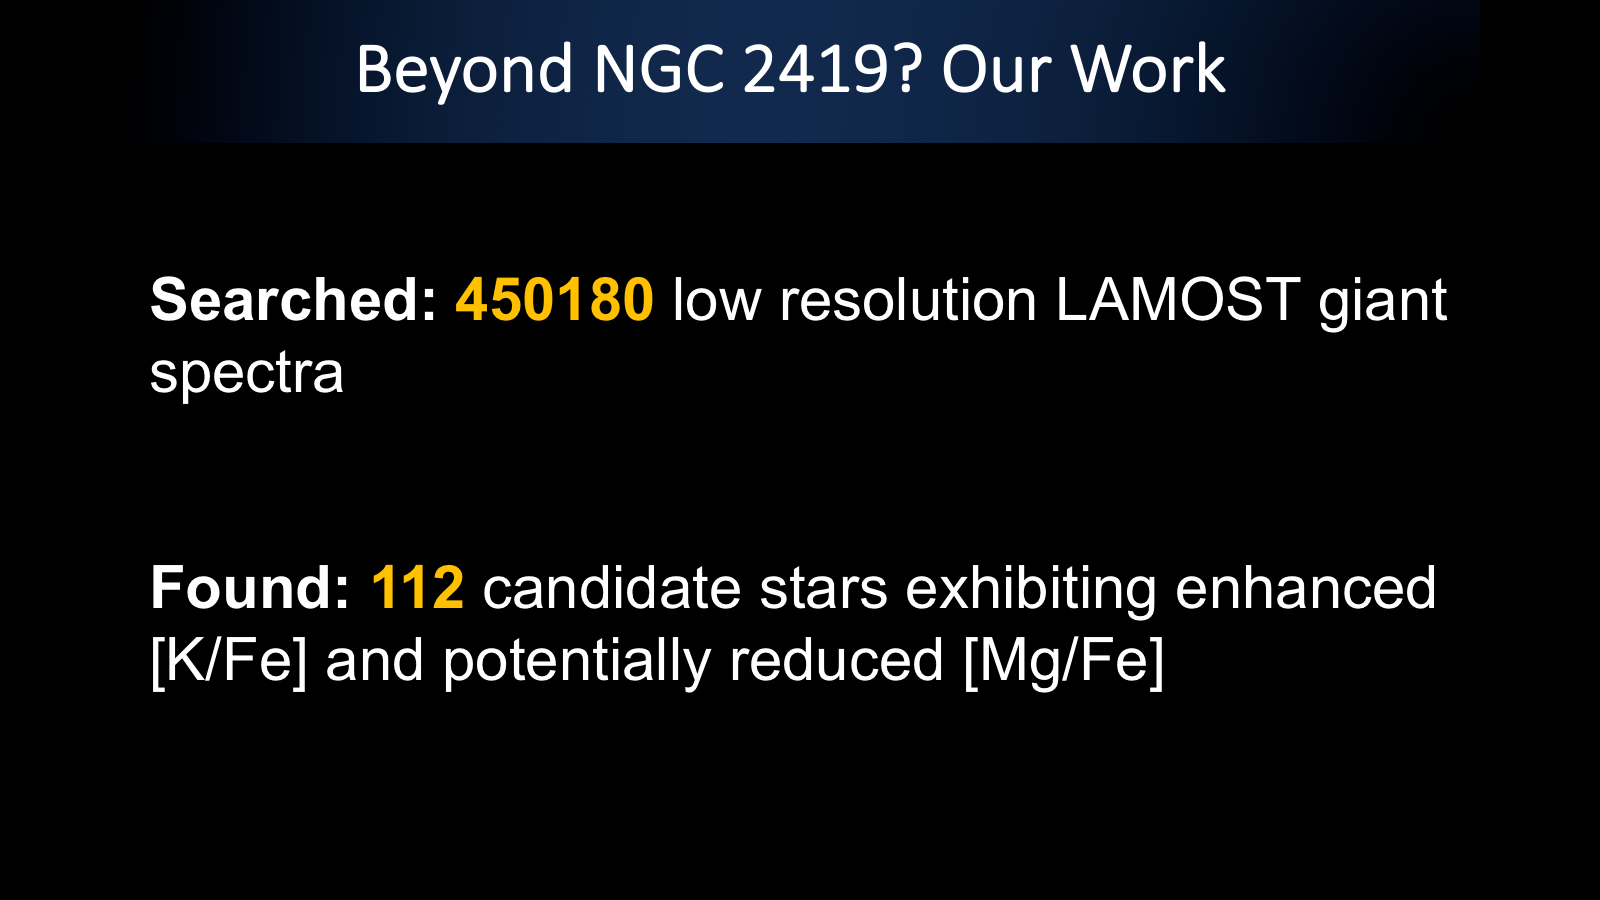 Beyond NGC 2419? Our Work
Searched: 450180 low resolution LAMOST giant
spectra
Found: 112 candidate stars exhibiting enhanced
[K/Fe] and potentially reduced [Mg/Fe]